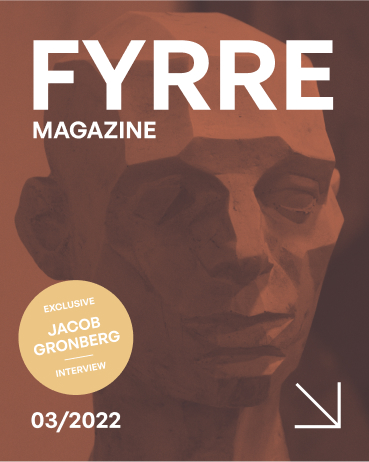 FYRRE
MAGAZINE
EXCLUSIVE
JACOB
GRONBERG
INTERVIEW
03/2022